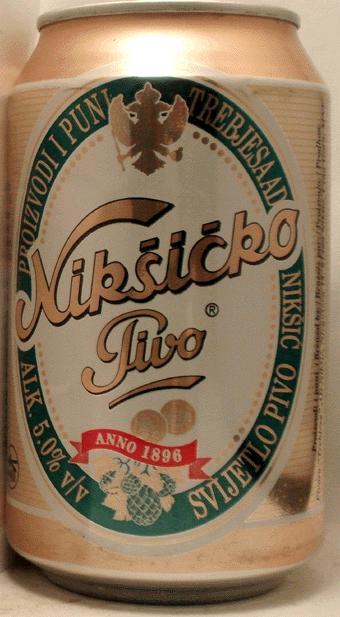 PROIZVODI I PUNI
TREBJESA AD
NIKŠIĆ
Nikšićko
Pivo
®
ANNO 1896
ALK. 5.0% v/v
SVIJETLO PIVO